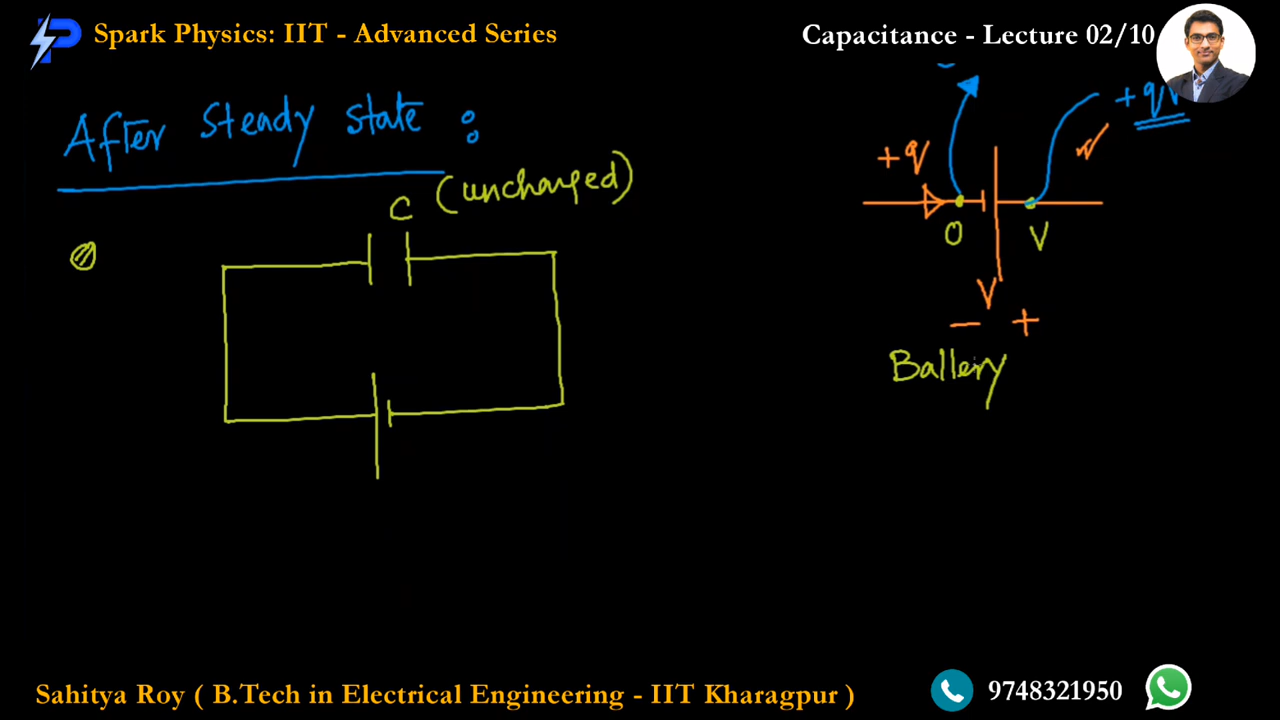 Spark Physics: IIT - Advanced Series
Capacitance - Lecture 02/10
After steady state :
C (uncharged)
+q
+qV
O V
V
- +
Battery
Sahitya Roy ( B.Tech in Electrical Engineering - IIT Kharagpur )
9748321950